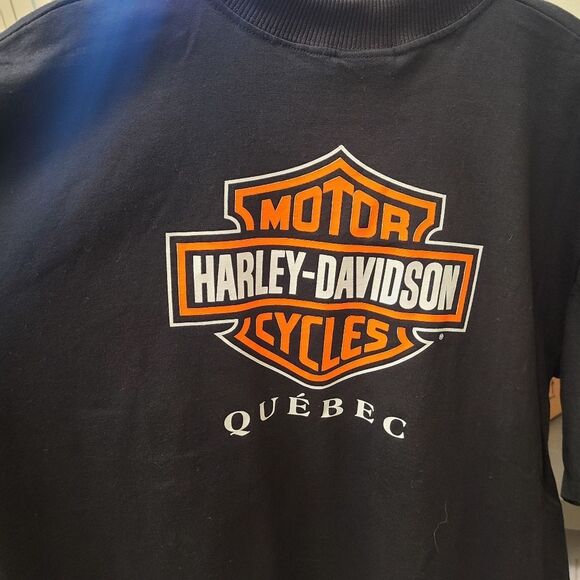 MOTOR
HARLEY-DAVIDSON
CYCLES
®
QUÉBEC